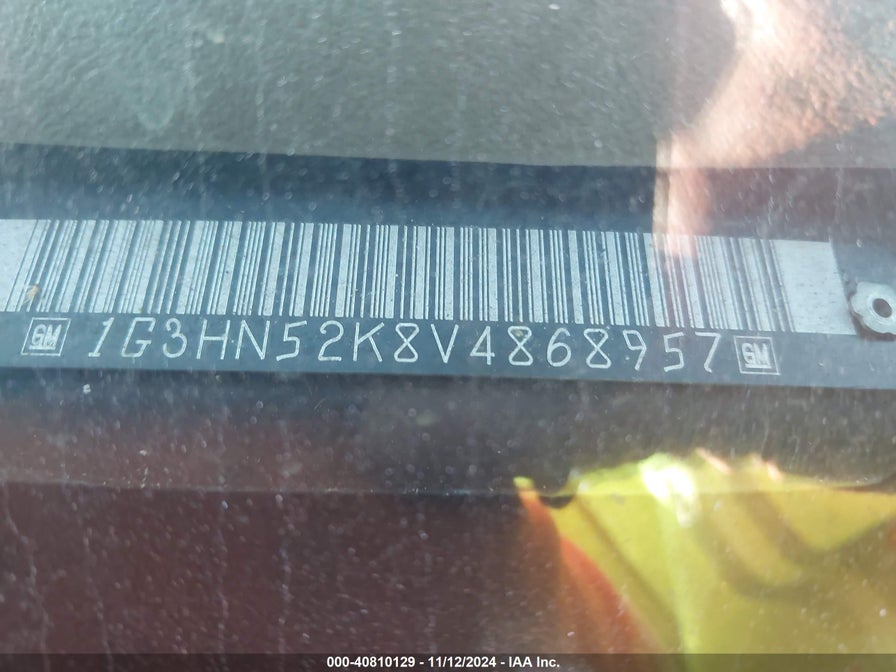 GM 1G3HN52K8V4868957 GM
000-40810129 - 11/12/2024 - IAA Inc.